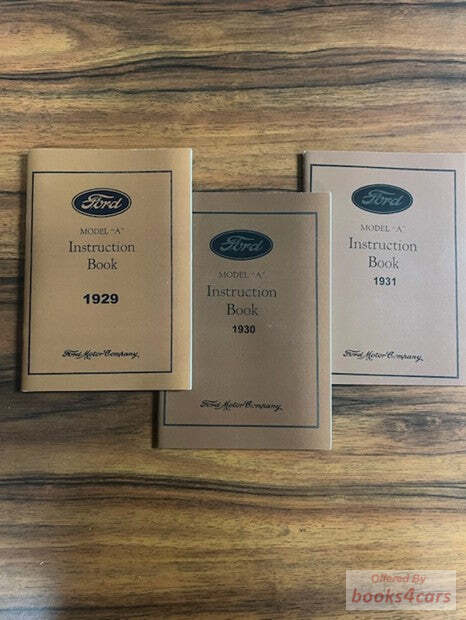 Ford
MODEL "A"
Instruction
Book
1929
Ford Motor Company
Ford
MODEL "A"
Instruction
Book
1930
Ford Motor Company
Ford
MODEL "A"
Instruction
Book
1931
Ford Motor Company
Offered By
books4cars